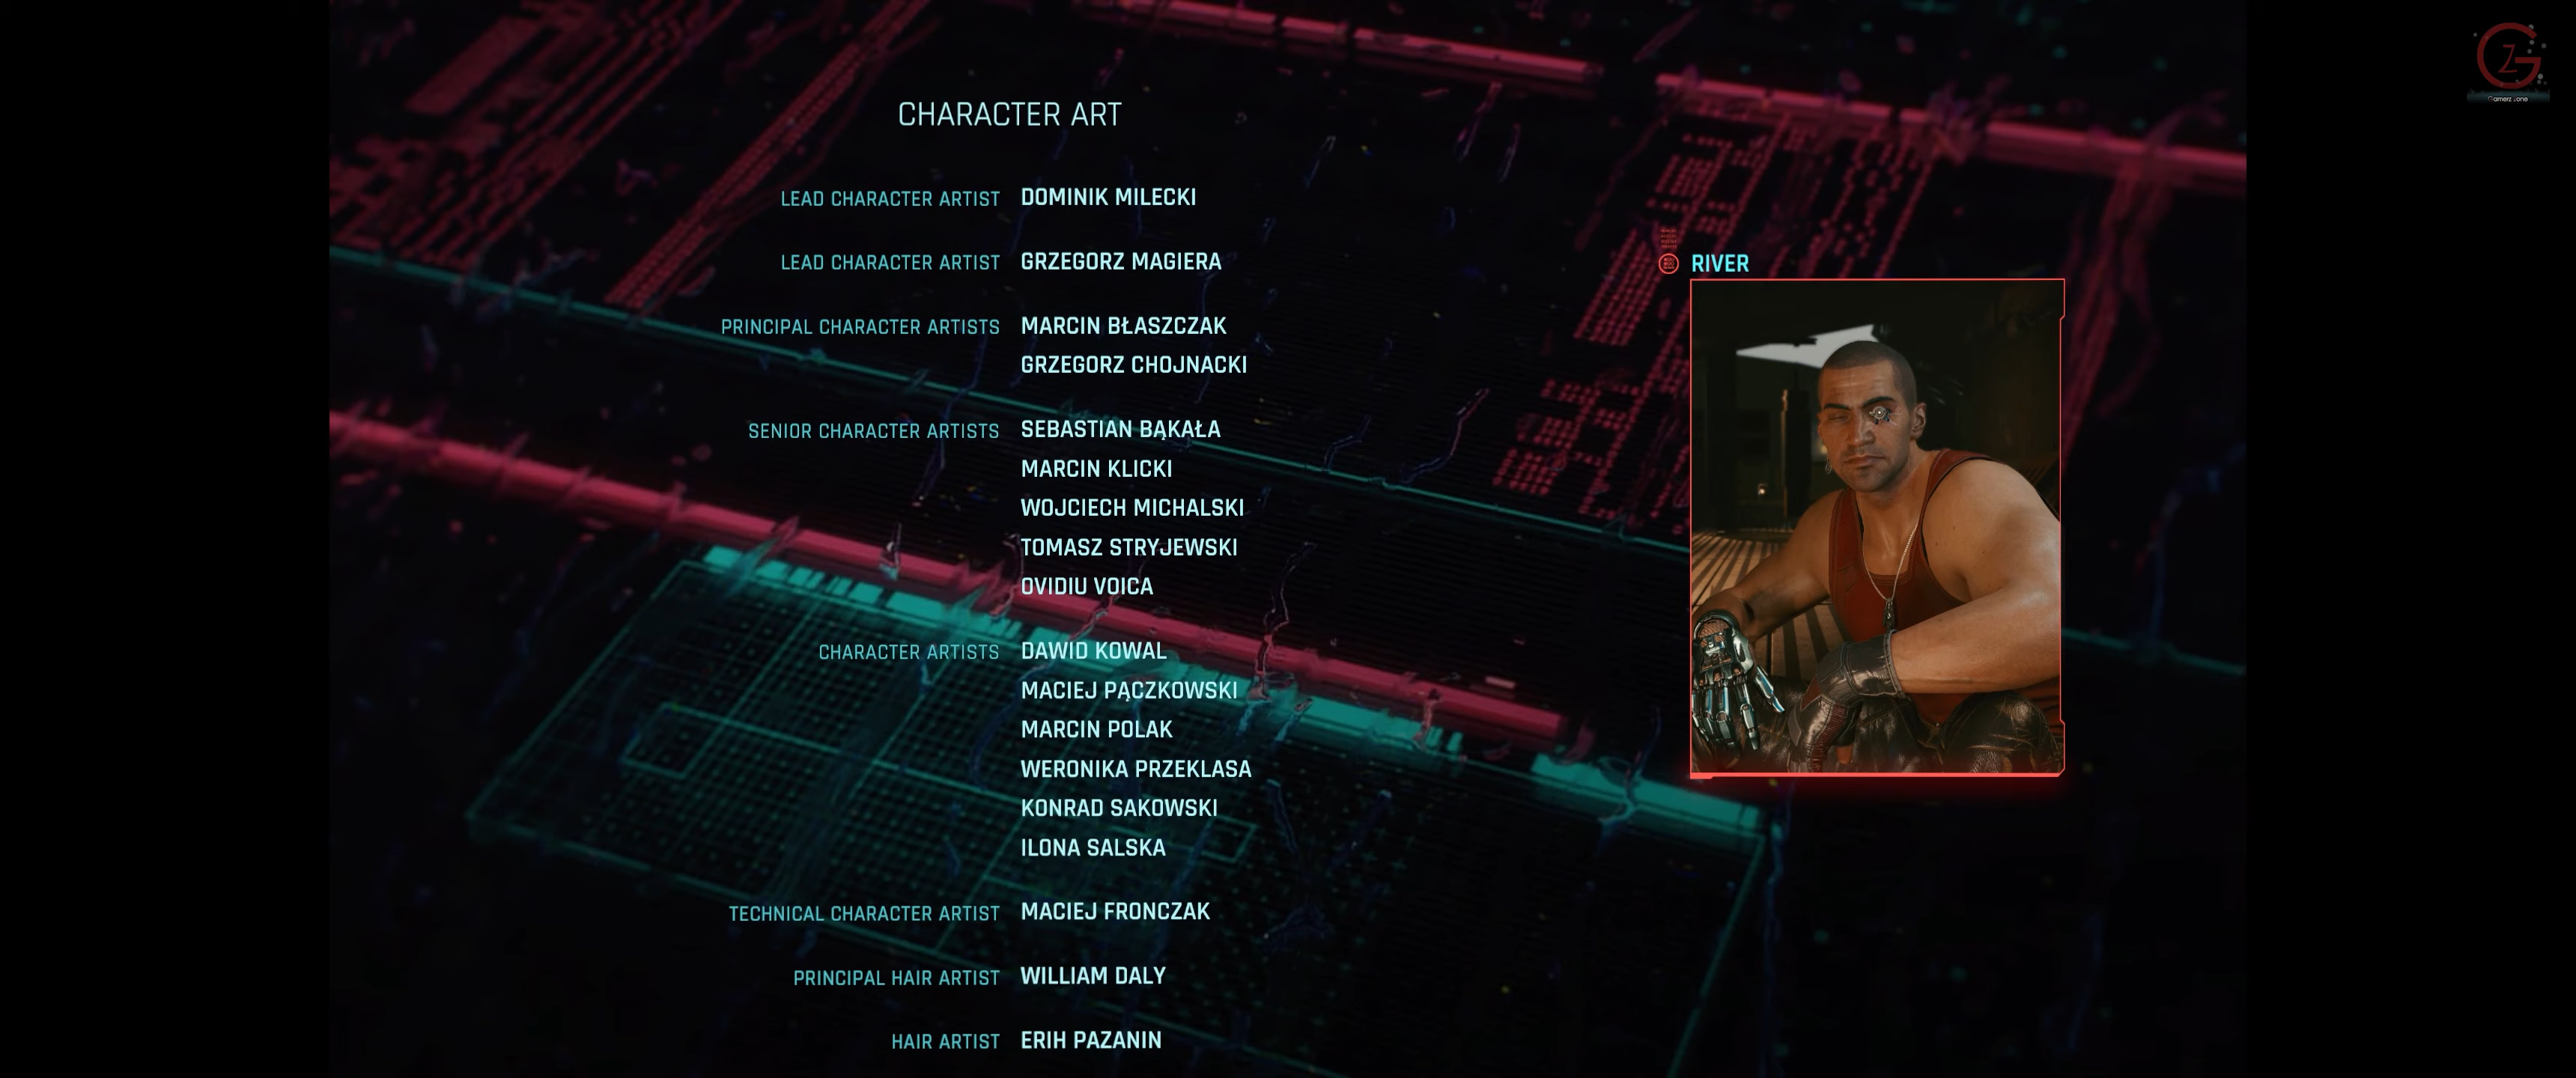 CHARACTER ART
LEAD CHARACTER ARTIST DOMINIK MILECKI
LEAD CHARACTER ARTIST GRZEGORZ MAGIERA
PRINCIPAL CHARACTER ARTISTS MARCIN BŁASZCZAK
GRZEGORZ CHOJNACKI
SENIOR CHARACTER ARTISTS SEBASTIAN BĄKAŁA
MARCIN KLICKI
WOJCIECH MICHALSKI
TOMASZ STRYJEWSKI
OVIDIU VOICA
CHARACTER ARTISTS DAWID KOWAL
MACIEJ PĄCZKOWSKI
MARCIN POLAK
WERONIKA PRZEKLASA
KONRAD SAKOWSKI
ILONA SALSKA
TECHNICAL CHARACTER ARTIST MACIEJ FRONCZAK
PRINCIPAL HAIR ARTIST WILLIAM DALY
HAIR ARTIST ERIH PAZANIN
RIVER